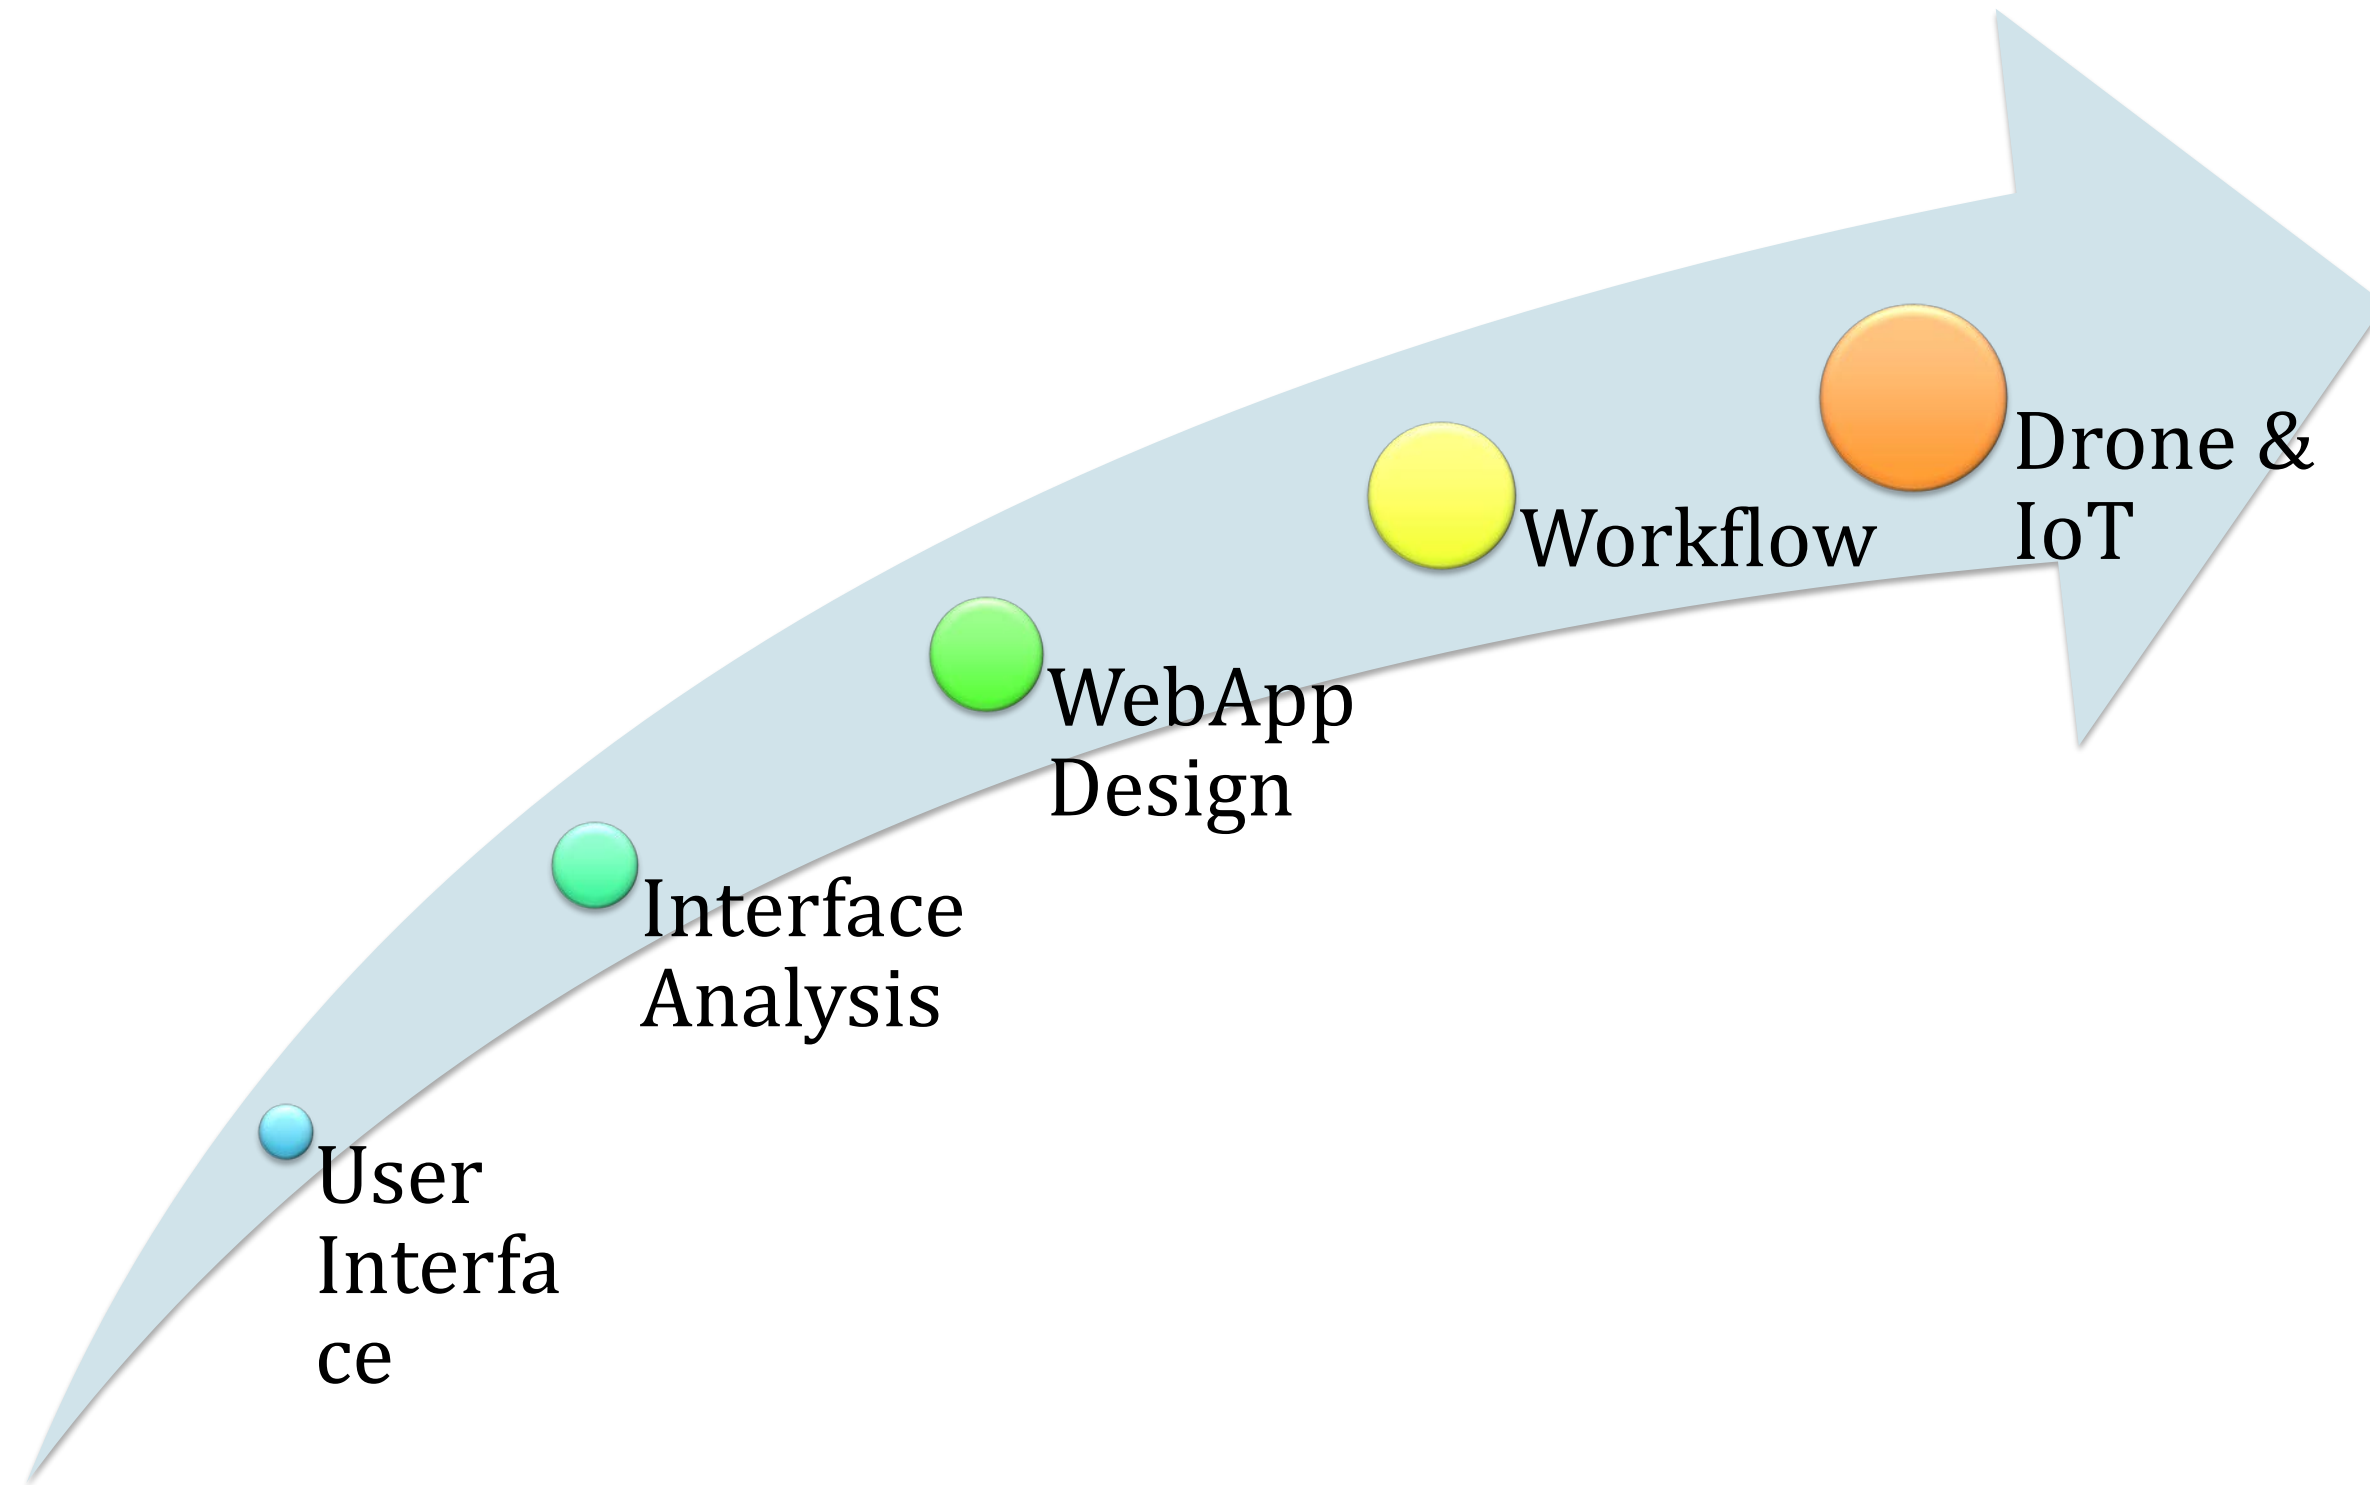 User
Interfa
ce
Interface
Analysis
WebApp
Design
Workflow
Drone &
IoT